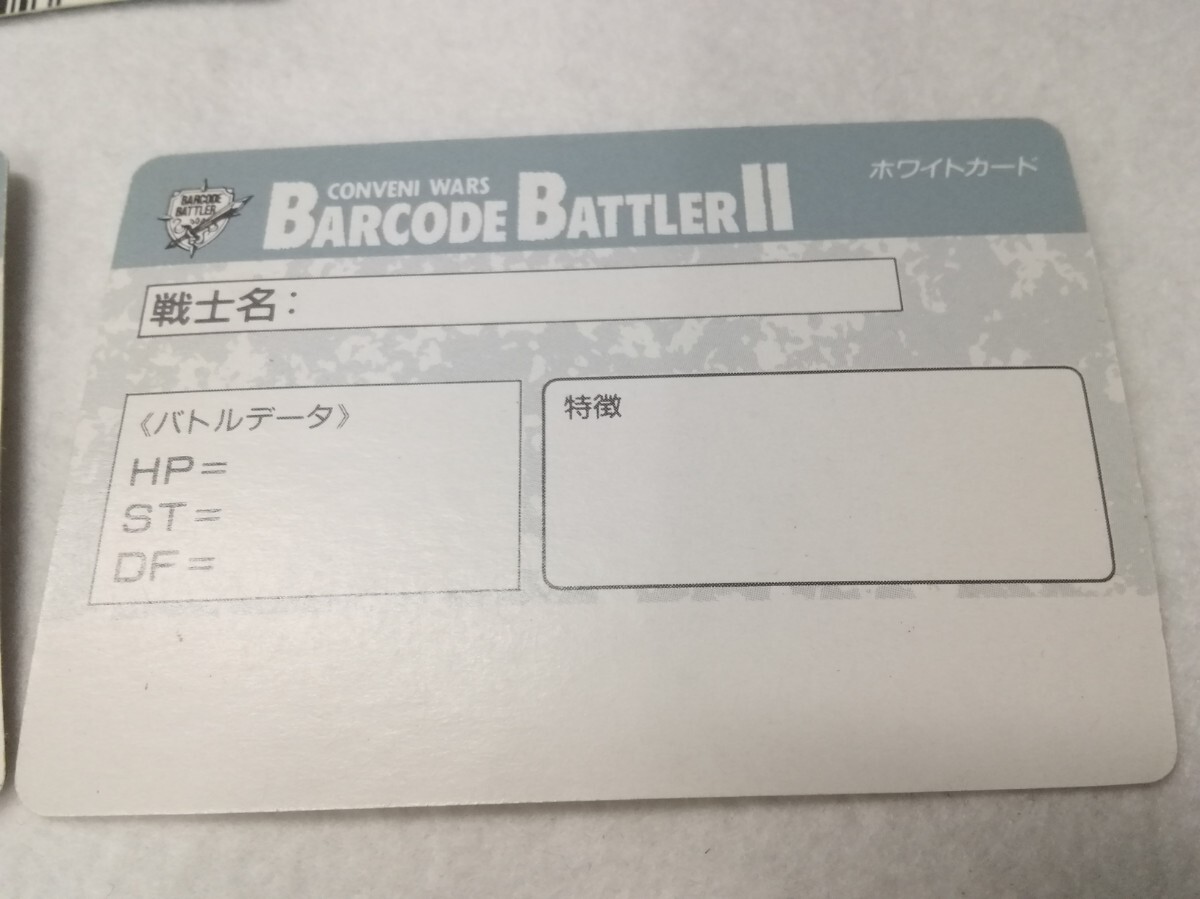 BARCODE
BATTLER
CONVENI WARS
BARCODE BATTLER II
ホワイトカード
戦士名:
《バトルデータ》
HP=
ST=
DF=
特徴